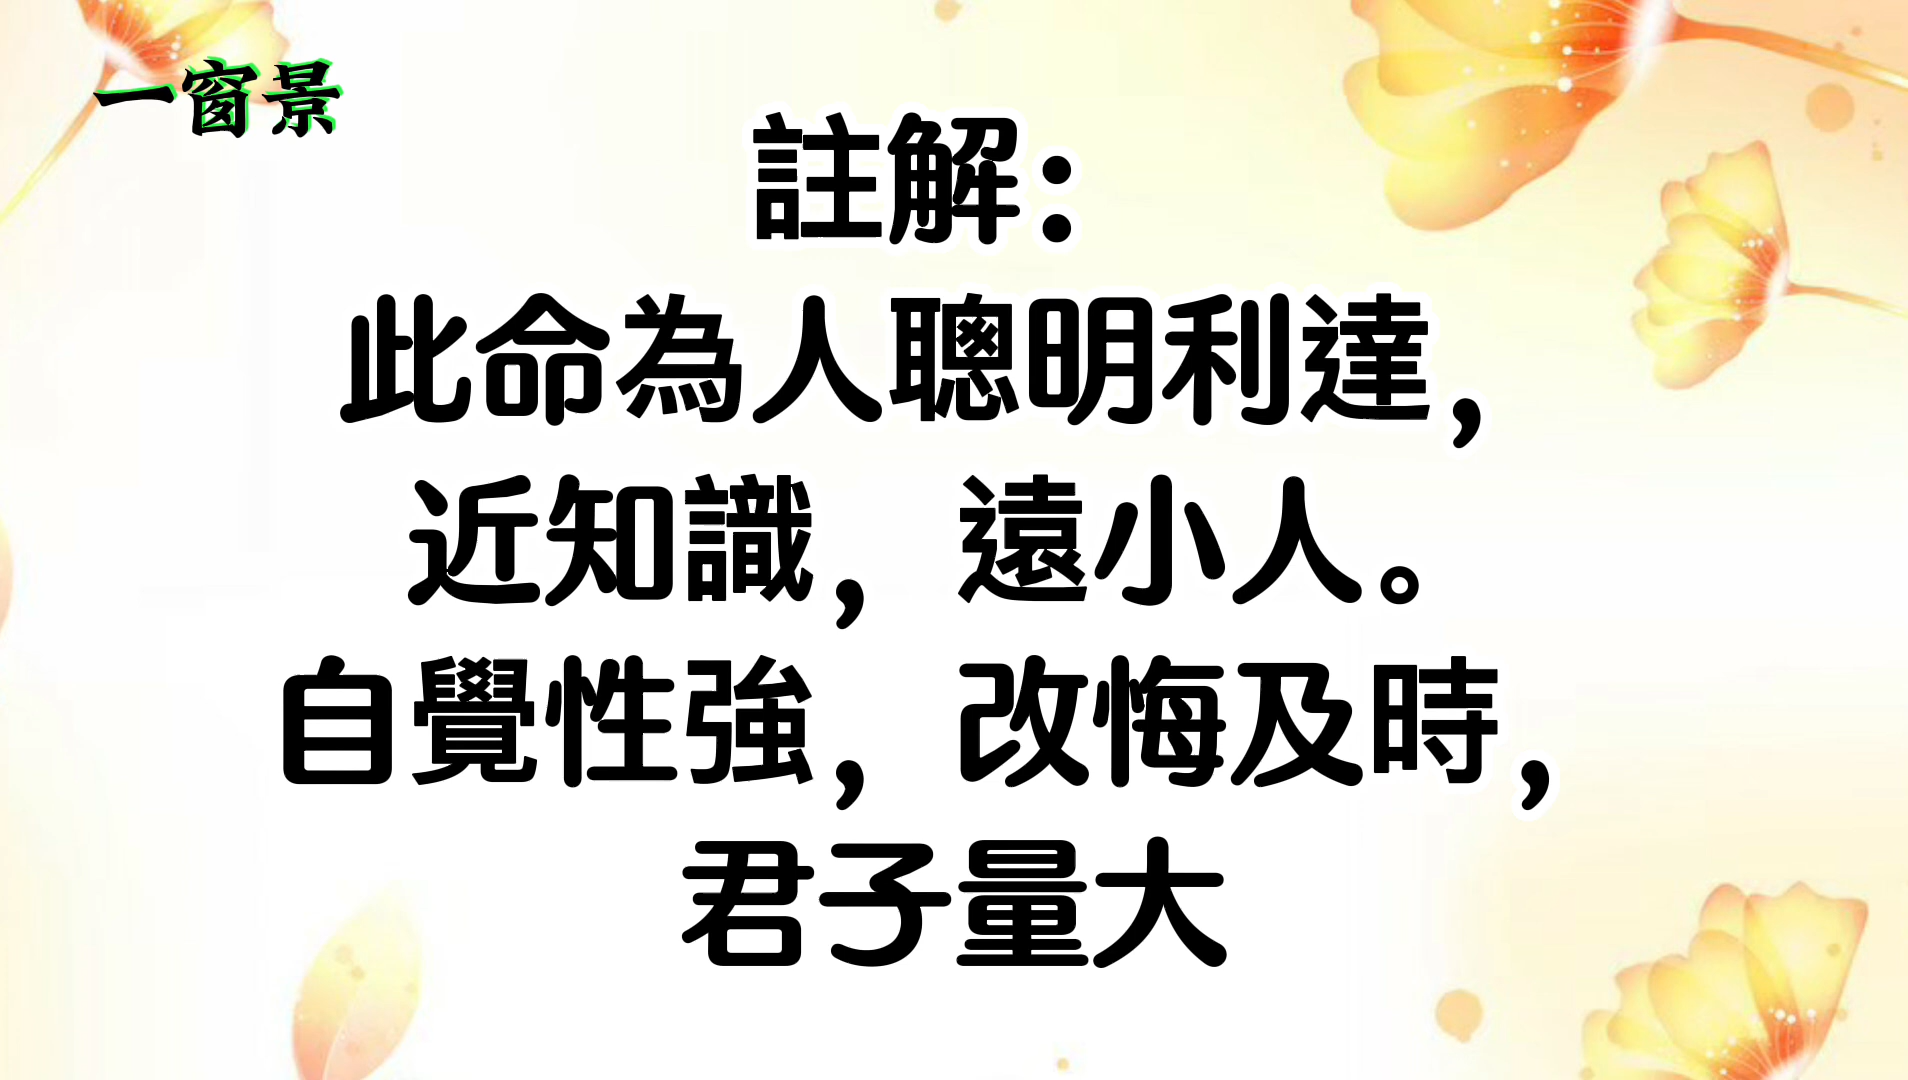 一窗景
註解：
此命為人聰明利達，
近知識，遠小人。
自覺性強，改悔及時，
君子量大